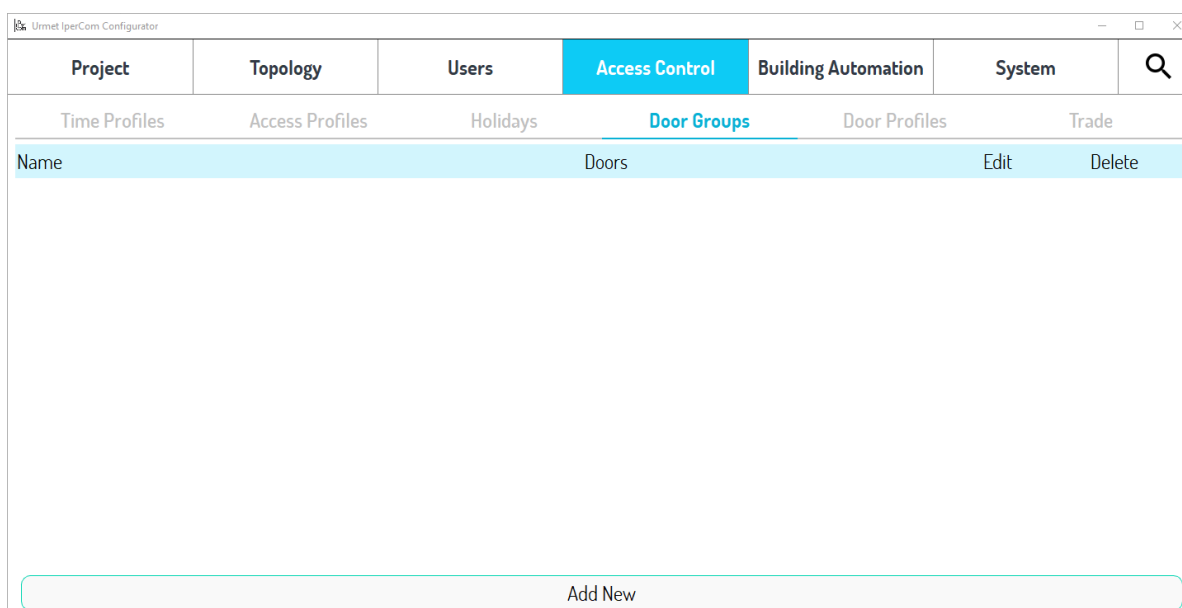 Urmet IperCom Configurator
Project Topology Users Access Control Building Automation System
Time Profiles Access Profiles Holidays Door Groups Door Profiles Trade
Name Doors Edit Delete
Add New